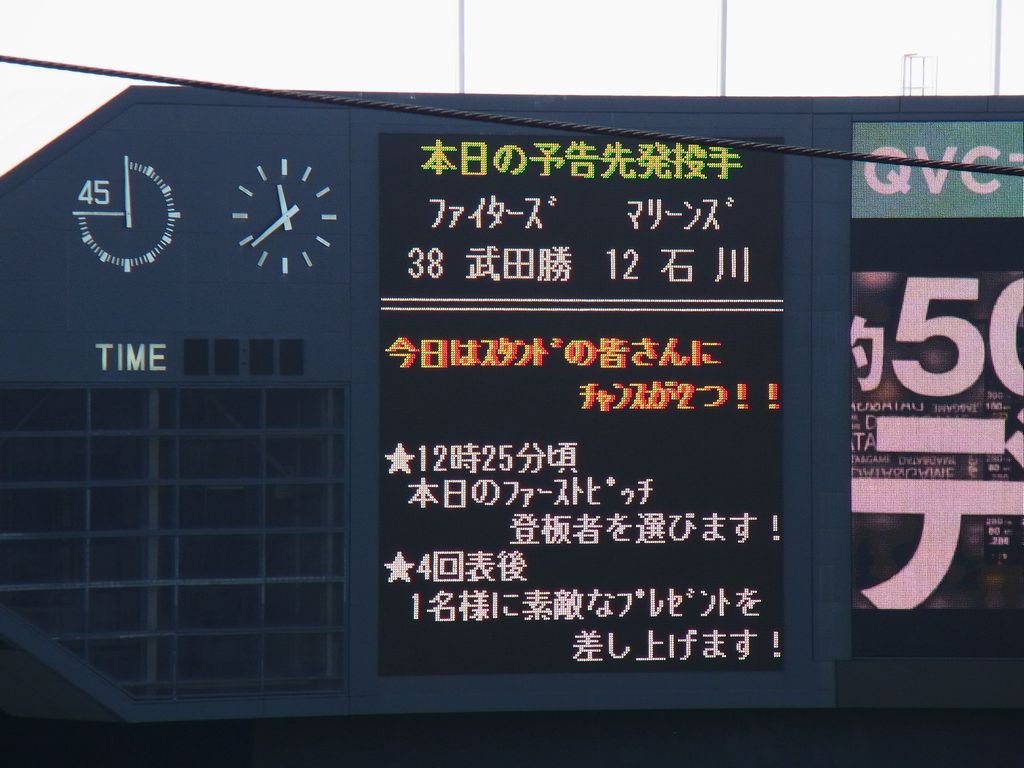 45
TIME
本日の予告先発投手
ファイターズ マリーンズ
38 武田勝 12 石川
今日はスタンドの皆さんに
チャンスが2つ!!
★12時25分頃
本日のファーストピッチ
登板者を選びます!
★4回表後
1名様に素敵なプレゼントを
差し上げます!
QVC
約50
デ